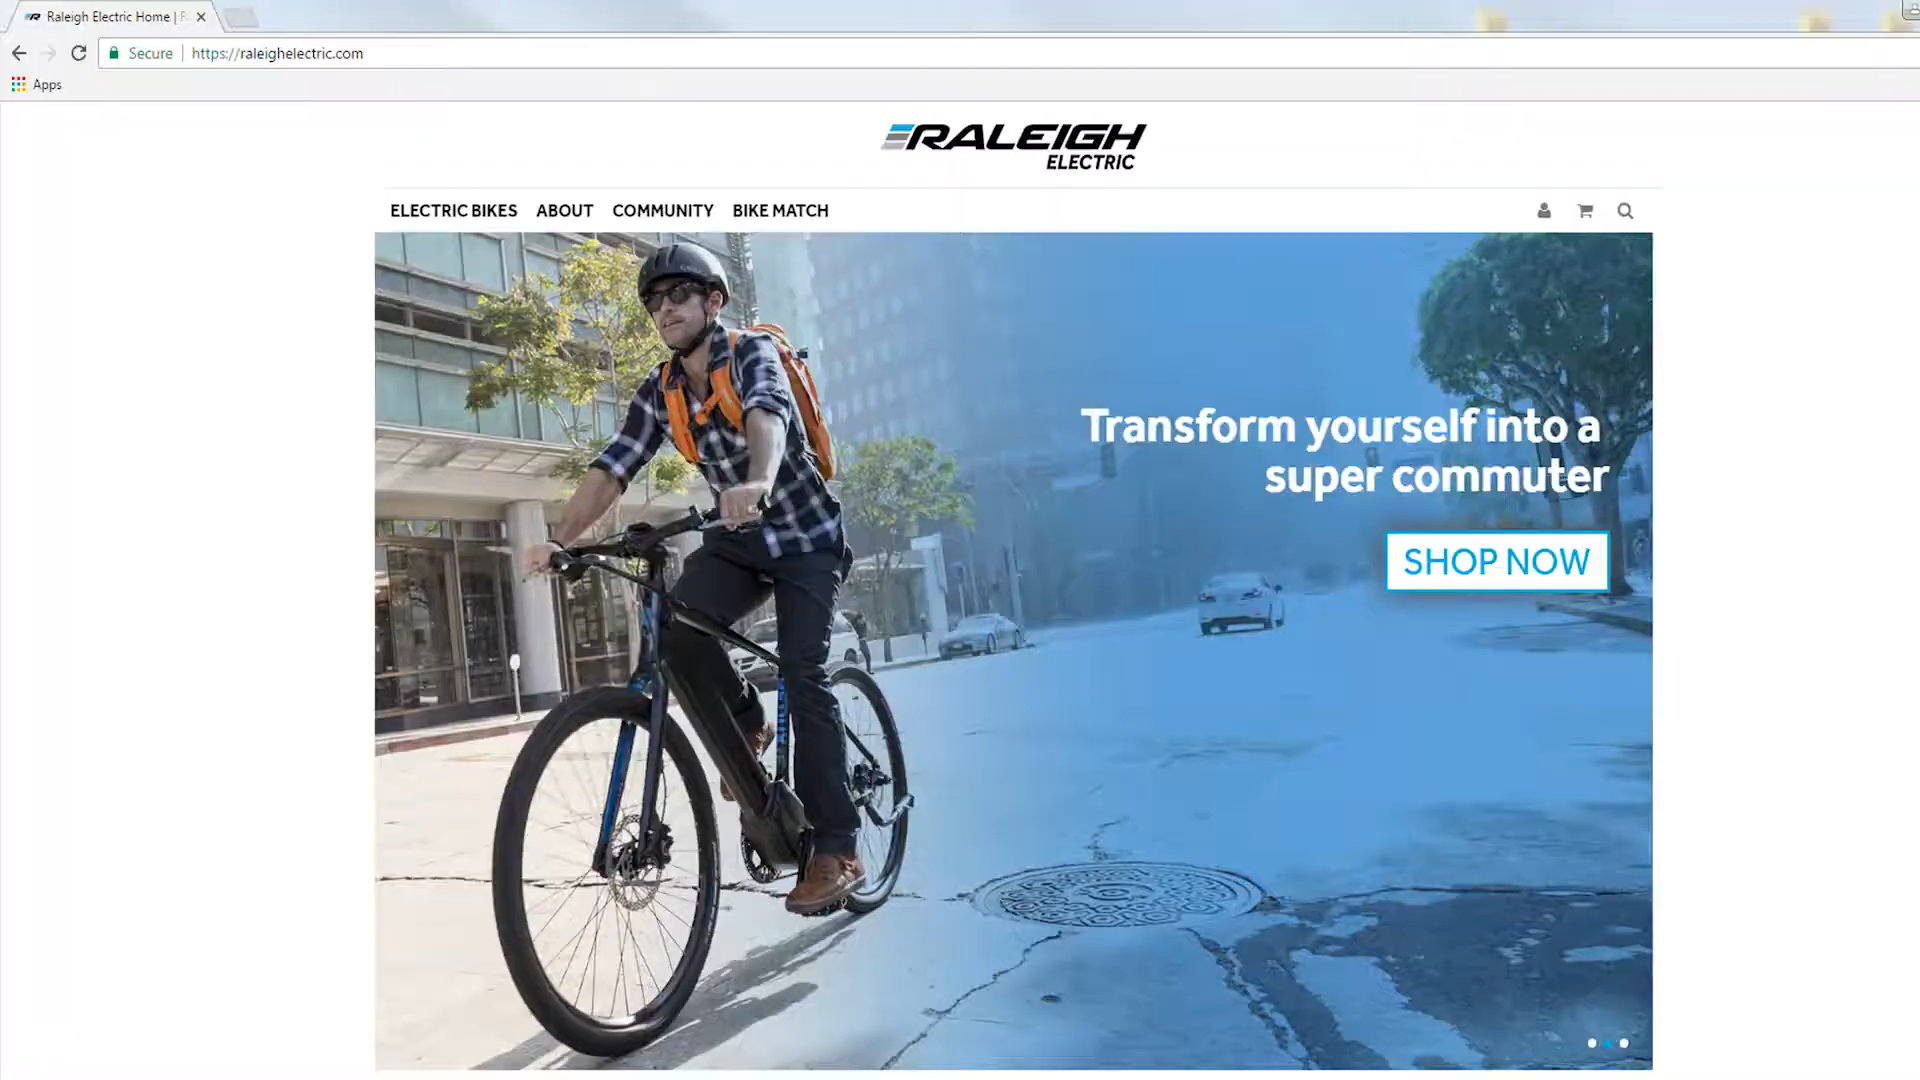 Raleigh Electric Home |
Secure
https://raleighelectric.com
Apps
RALEIGH
ELECTRIC
ELECTRIC BIKES
ABOUT
COMMUNITY
BIKE MATCH
Transform yourself into a
super commuter
SHOP NOW